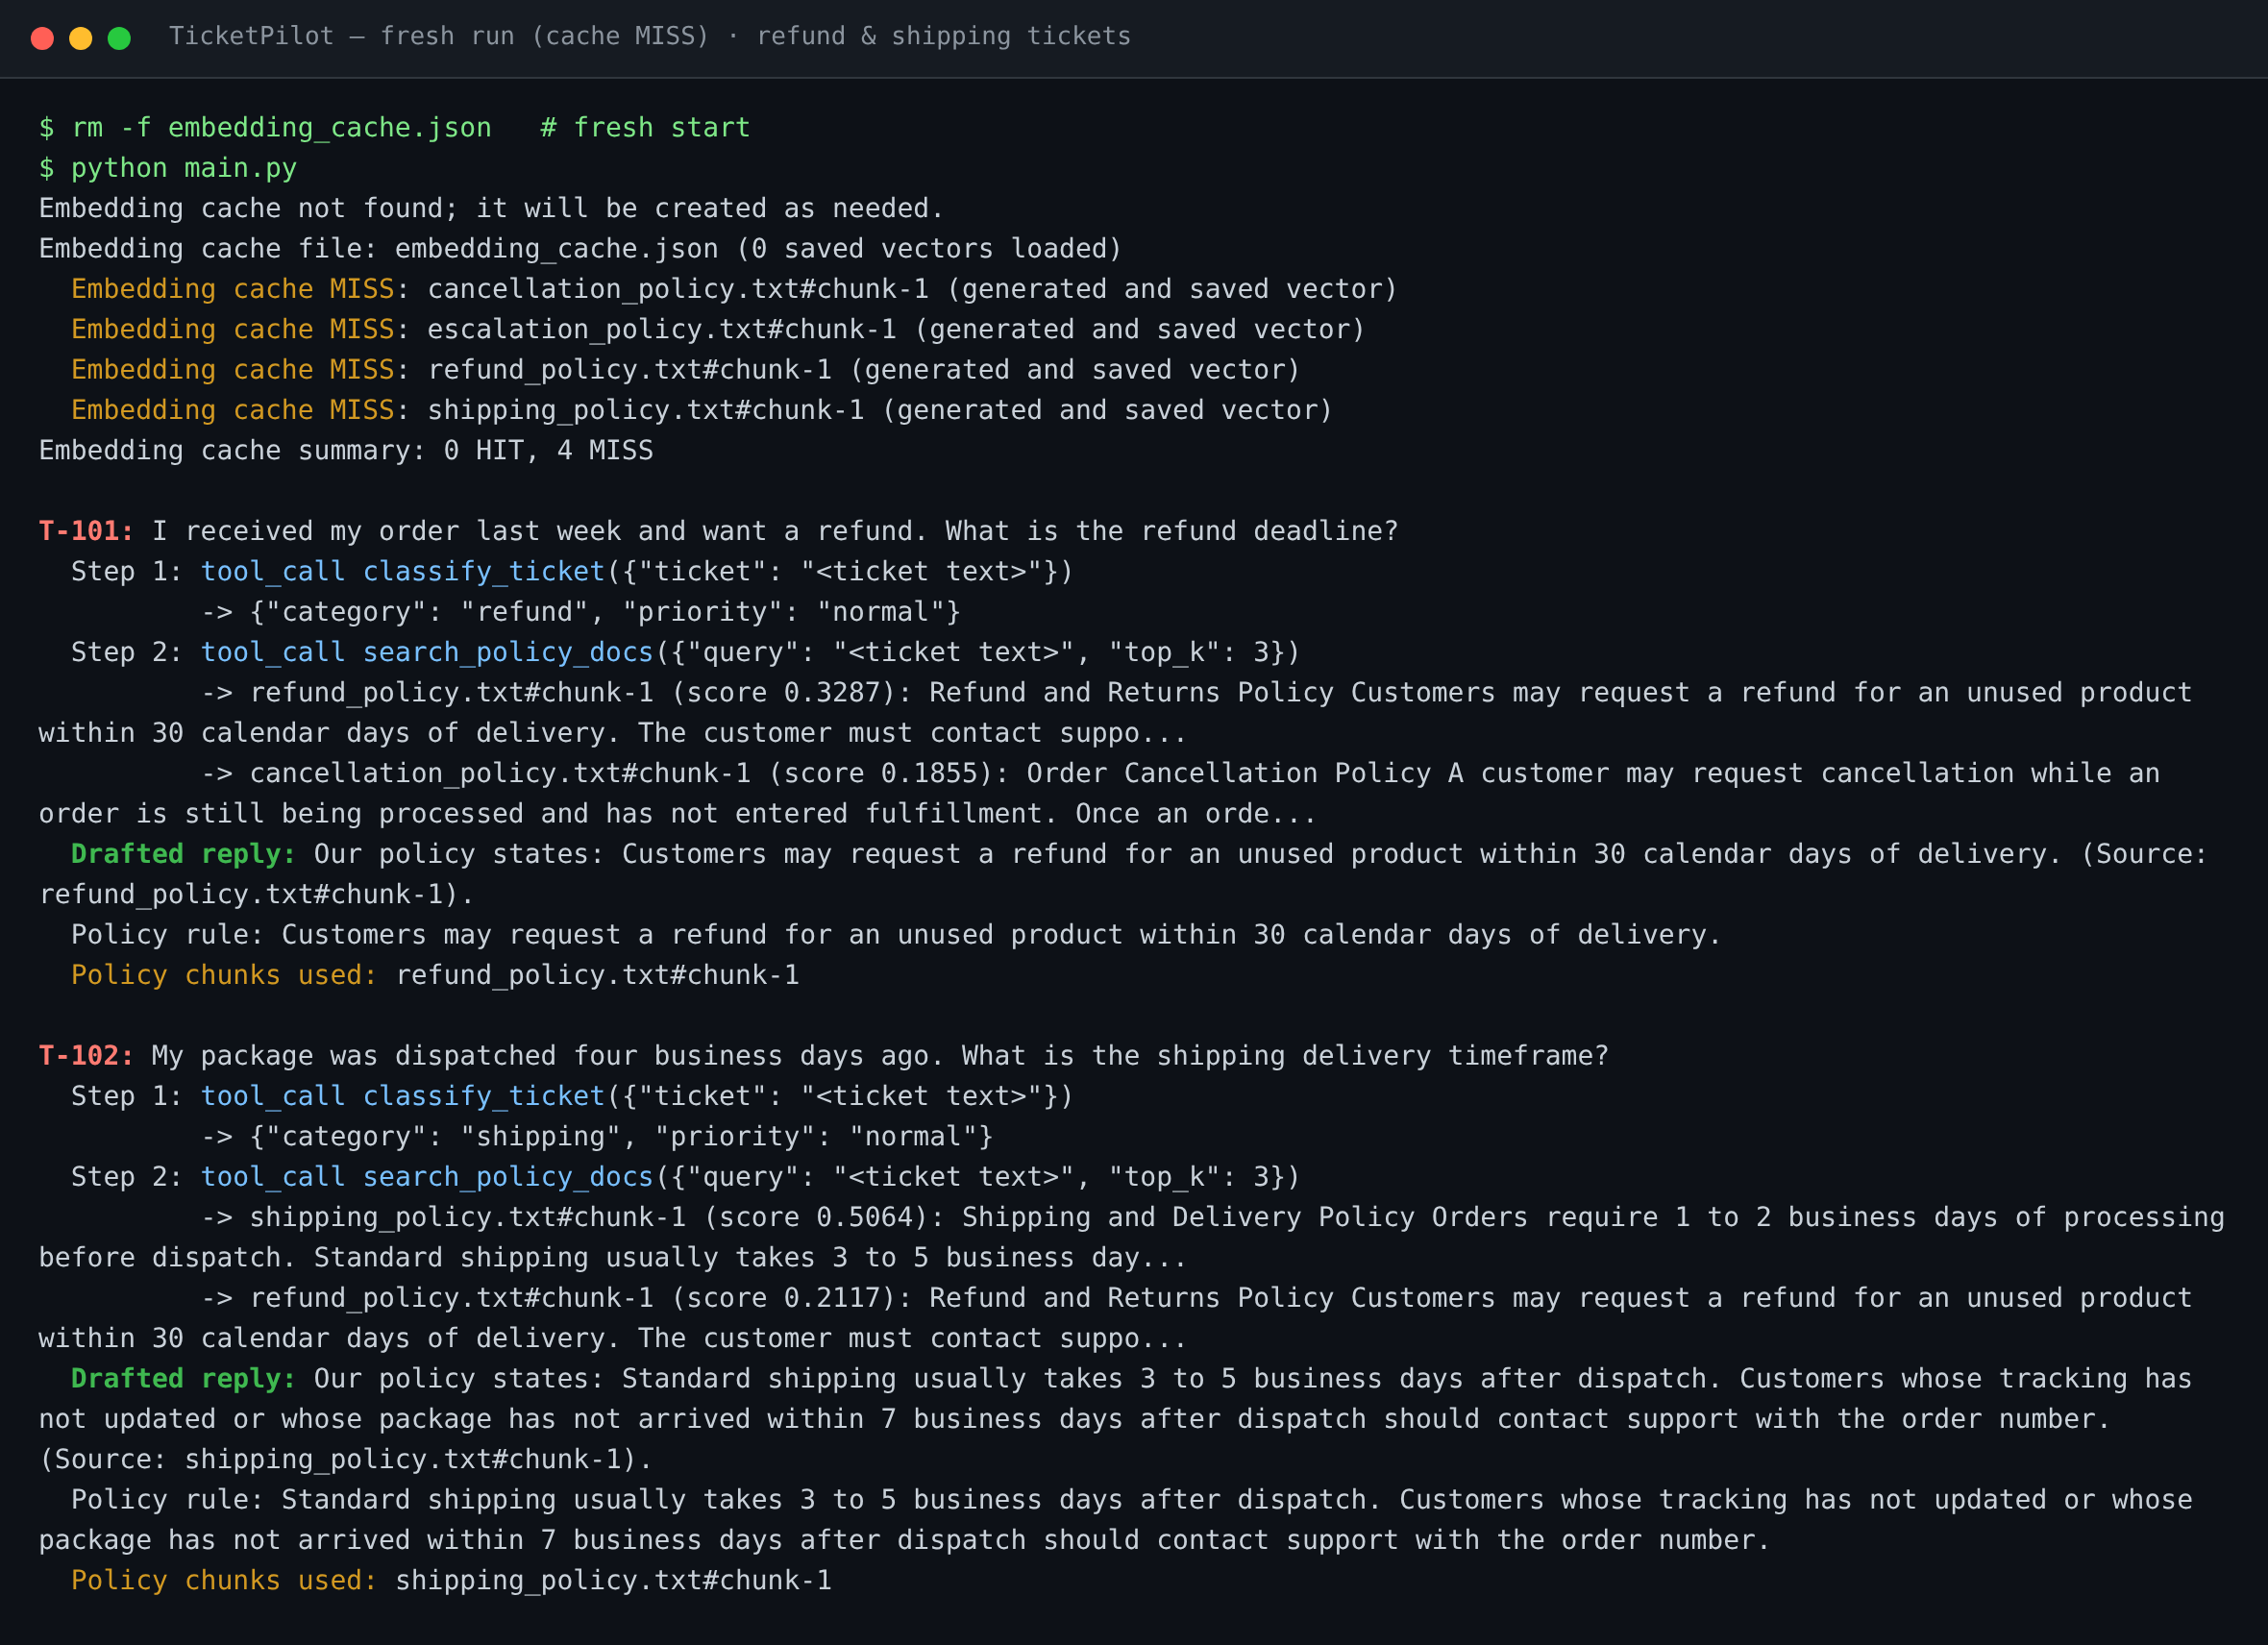 TicketPilot — fresh run (cache MISS) · refund & shipping tickets
$ rm -f embedding_cache.json   # fresh start
$ python main.py
Embedding cache not found; it will be created as needed.
Embedding cache file: embedding_cache.json (0 saved vectors loaded)
  Embedding cache MISS: cancellation_policy.txt#chunk-1 (generated and saved vector)
  Embedding cache MISS: escalation_policy.txt#chunk-1 (generated and saved vector)
  Embedding cache MISS: refund_policy.txt#chunk-1 (generated and saved vector)
  Embedding cache MISS: shipping_policy.txt#chunk-1 (generated and saved vector)
Embedding cache summary: 0 HIT, 4 MISS
T-101: I received my order last week and want a refund. What is the refund deadline?
  Step 1: tool_call classify_ticket({"ticket": "<ticket text>"})
          -> {"category": "refund", "priority": "normal"}
  Step 2: tool_call search_policy_docs({"query": "<ticket text>", "top_k": 3})
          -> refund_policy.txt#chunk-1 (score 0.3287): Refund and Returns Policy Customers may request a refund for an unused product
within 30 calendar days of delivery. The customer must contact suppo...
          -> cancellation_policy.txt#chunk-1 (score 0.1855): Order Cancellation Policy A customer may request cancellation while an
order is still being processed and has not entered fulfillment. Once an orde...
  Drafted reply: Our policy states: Customers may request a refund for an unused product within 30 calendar days of delivery. (Source:
refund_policy.txt#chunk-1).
  Policy rule: Customers may request a refund for an unused product within 30 calendar days of delivery.
  Policy chunks used: refund_policy.txt#chunk-1
T-102: My package was dispatched four business days ago. What is the shipping delivery timeframe?
  Step 1: tool_call classify_ticket({"ticket": "<ticket text>"})
          -> {"category": "shipping", "priority": "normal"}
  Step 2: tool_call search_policy_docs({"query": "<ticket text>", "top_k": 3})
          -> shipping_policy.txt#chunk-1 (score 0.5064): Shipping and Delivery Policy Orders require 1 to 2 business days of processing
before dispatch. Standard shipping usually takes 3 to 5 business day...
          -> refund_policy.txt#chunk-1 (score 0.2117): Refund and Returns Policy Customers may request a refund for an unused product
within 30 calendar days of delivery. The customer must contact suppo...
  Drafted reply: Our policy states: Standard shipping usually takes 3 to 5 business days after dispatch. Customers whose tracking has
not updated or whose package has not arrived within 7 business days after dispatch should contact support with the order number.
(Source: shipping_policy.txt#chunk-1).
  Policy rule: Standard shipping usually takes 3 to 5 business days after dispatch. Customers whose tracking has not updated or whose
package has not arrived within 7 business days after dispatch should contact support with the order number.
  Policy chunks used: shipping_policy.txt#chunk-1